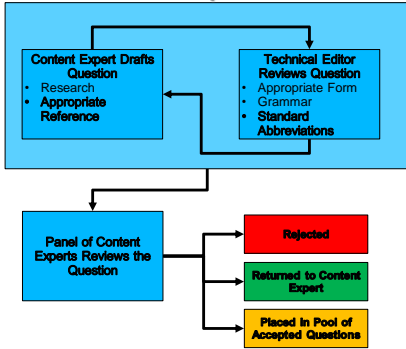 Content Expert Drafts
Question
• Research
• Appropriate
Reference
Technical Editor
Reviews Question
• Appropriate Form
• Grammar
• Standard
Abbreviations
Panel of Content
Experts Reviews the
Question
Rejected
Returned to Content
Expert
Placed in Pool of
Accepted Questions